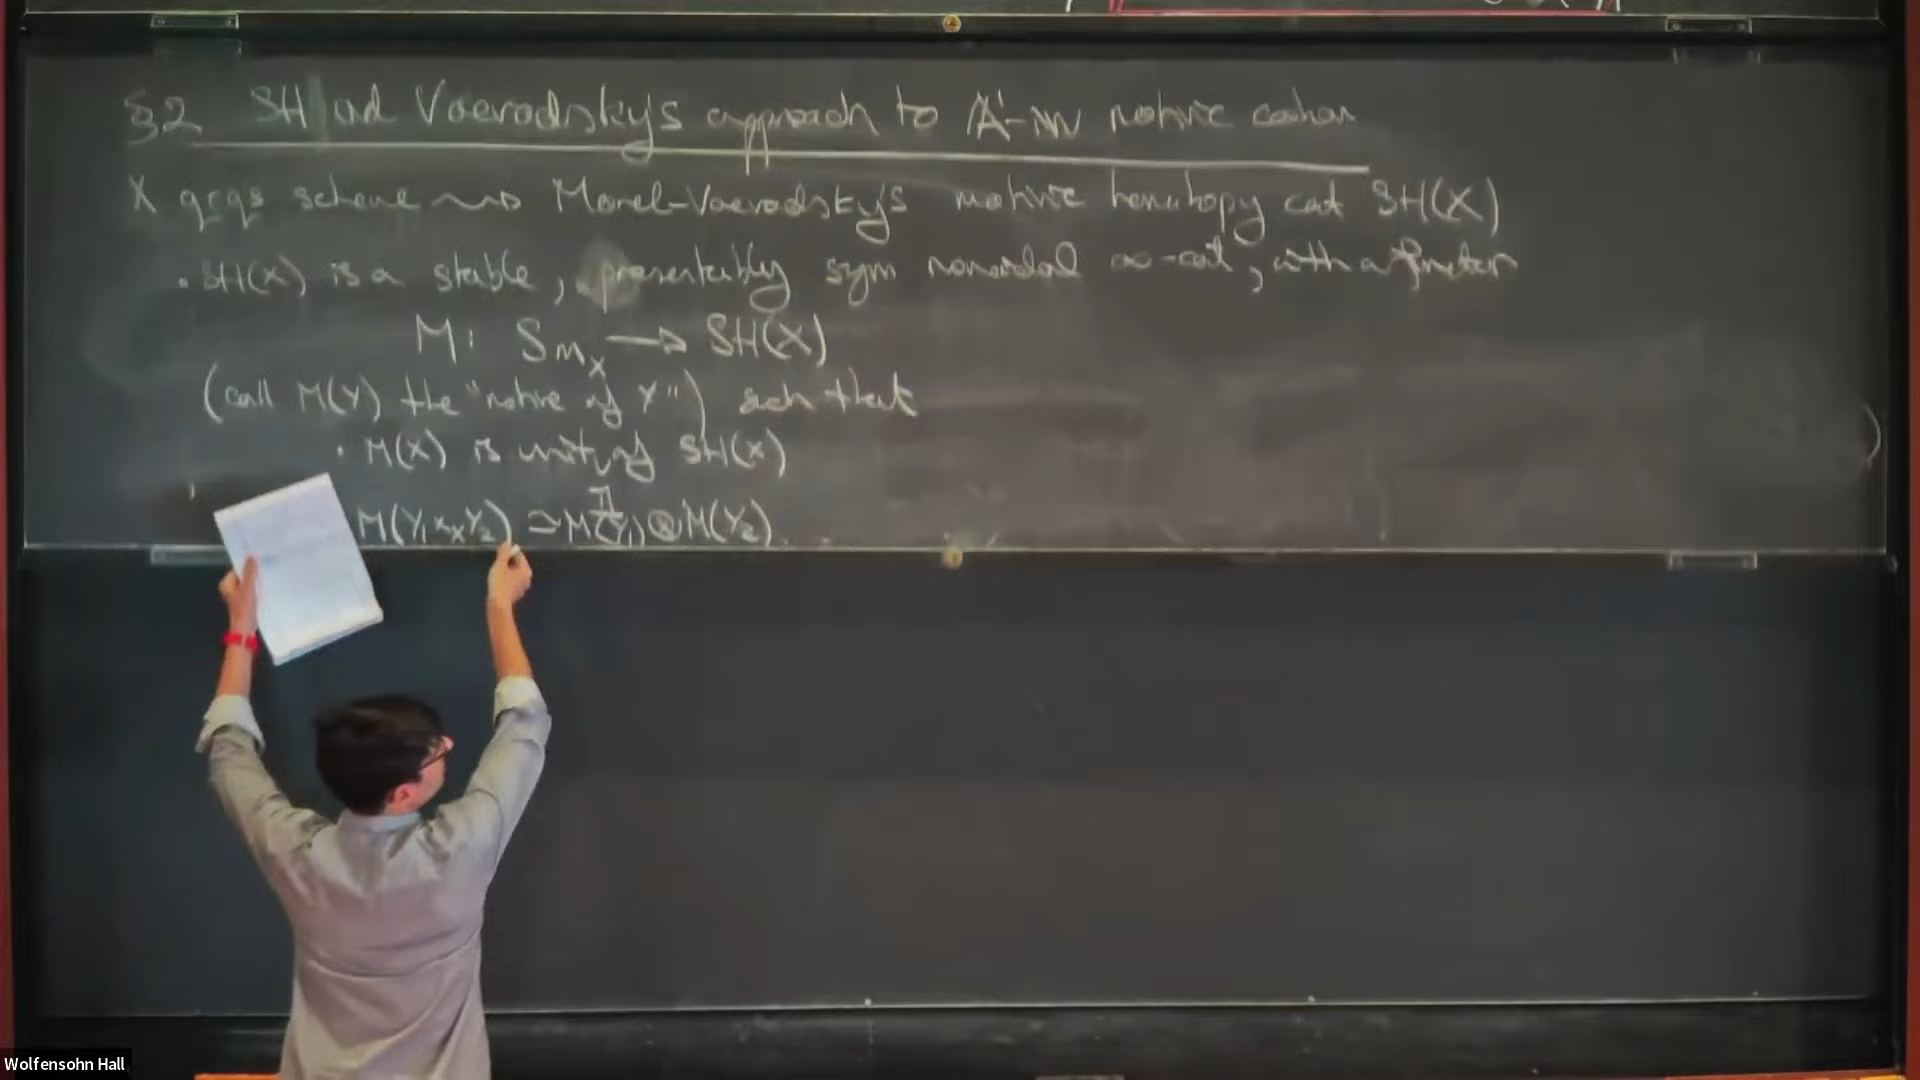 §2 SH and Voevodsky's approach to A¹-inv motivic cohom
X qcqs scheme ⇝ Morel-Voevodsky's motivic homotopy cat SH(X)
• SH(X) is a stable, presentably sym monoidal ∞-cat, with a functor
M: Sm_X → SH(X)
(call M(Y) the "motive of Y") such that
• M(X) is unit of SH(X)
𝟙
M(Y₁ ×_X Y₂) ≃ M(Y₁) ⊗ M(Y₂)
Wolfensohn Hall